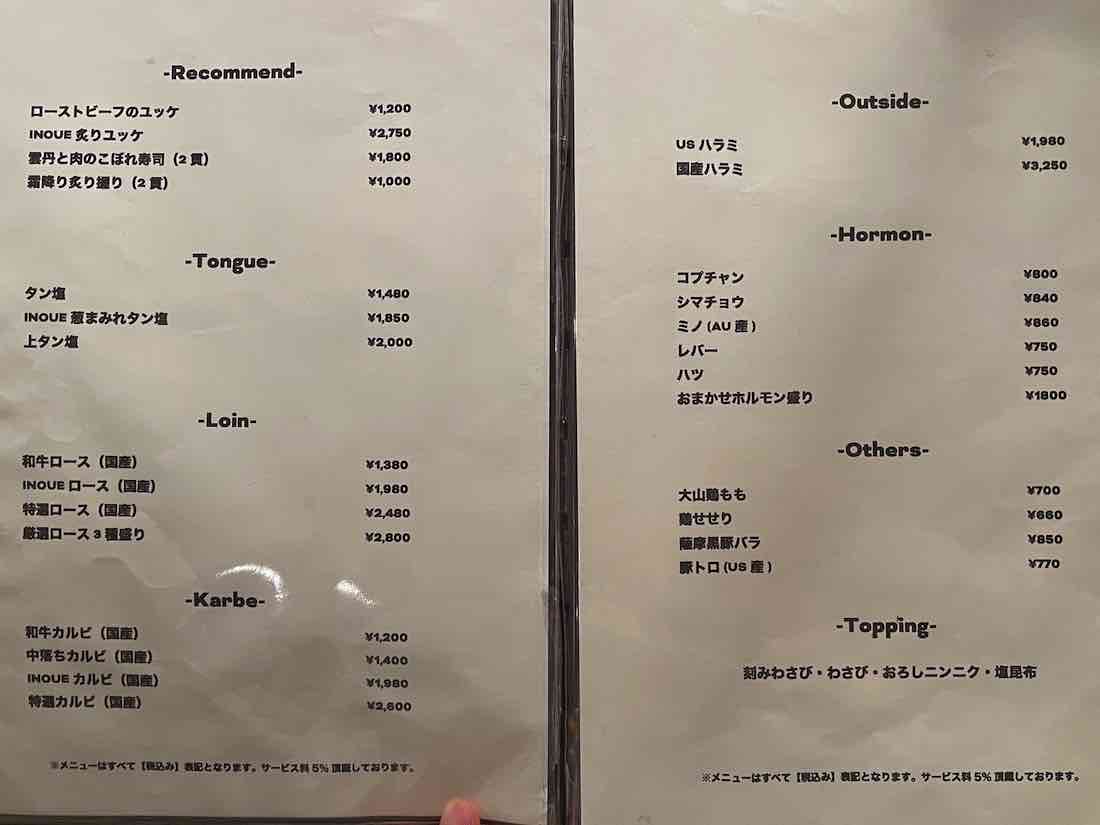 -Recommend-
ローストビーフのユッケ ¥1,200
INOUE 炙りユッケ ¥2,750
雲丹と肉のこぼれ寿司（2 貫） ¥1,800
霜降り炙り握り（2 貫） ¥1,000
-Tongue-
タン塩 ¥1,480
INOUE 葱まみれタン塩 ¥1,850
上タン塩 ¥2,000
-Loin-
和牛ロース（国産） ¥1,380
INOUE ロース（国産） ¥1,980
特選ロース（国産） ¥2,480
厳選ロース 3 種盛り ¥2,800
-Karbe-
和牛カルビ（国産） ¥1,200
中落ちカルビ（国産） ¥1,400
INOUE カルビ（国産） ¥1,980
特選カルビ（国産） ¥2,600
※メニューはすべて【税込み】表記となります。サービス料 5% 頂戴しております。
-Outside-
US ハラミ ¥1,980
国産ハラミ ¥3,250
-Hormon-
コプチャン ¥800
シマチョウ ¥840
ミノ (AU 産 ) ¥860
レバー ¥750
ハツ ¥750
おまかせホルモン盛り ¥1800
-Others-
大山鶏もも ¥700
鶏せせり ¥660
薩摩黒豚バラ ¥850
豚トロ (US 産 ) ¥770
-Topping-
刻みわさび・わさび・おろしニンニク・塩昆布
※メニューはすべて【税込み】表記となります。サービス料 5% 頂戴しております。